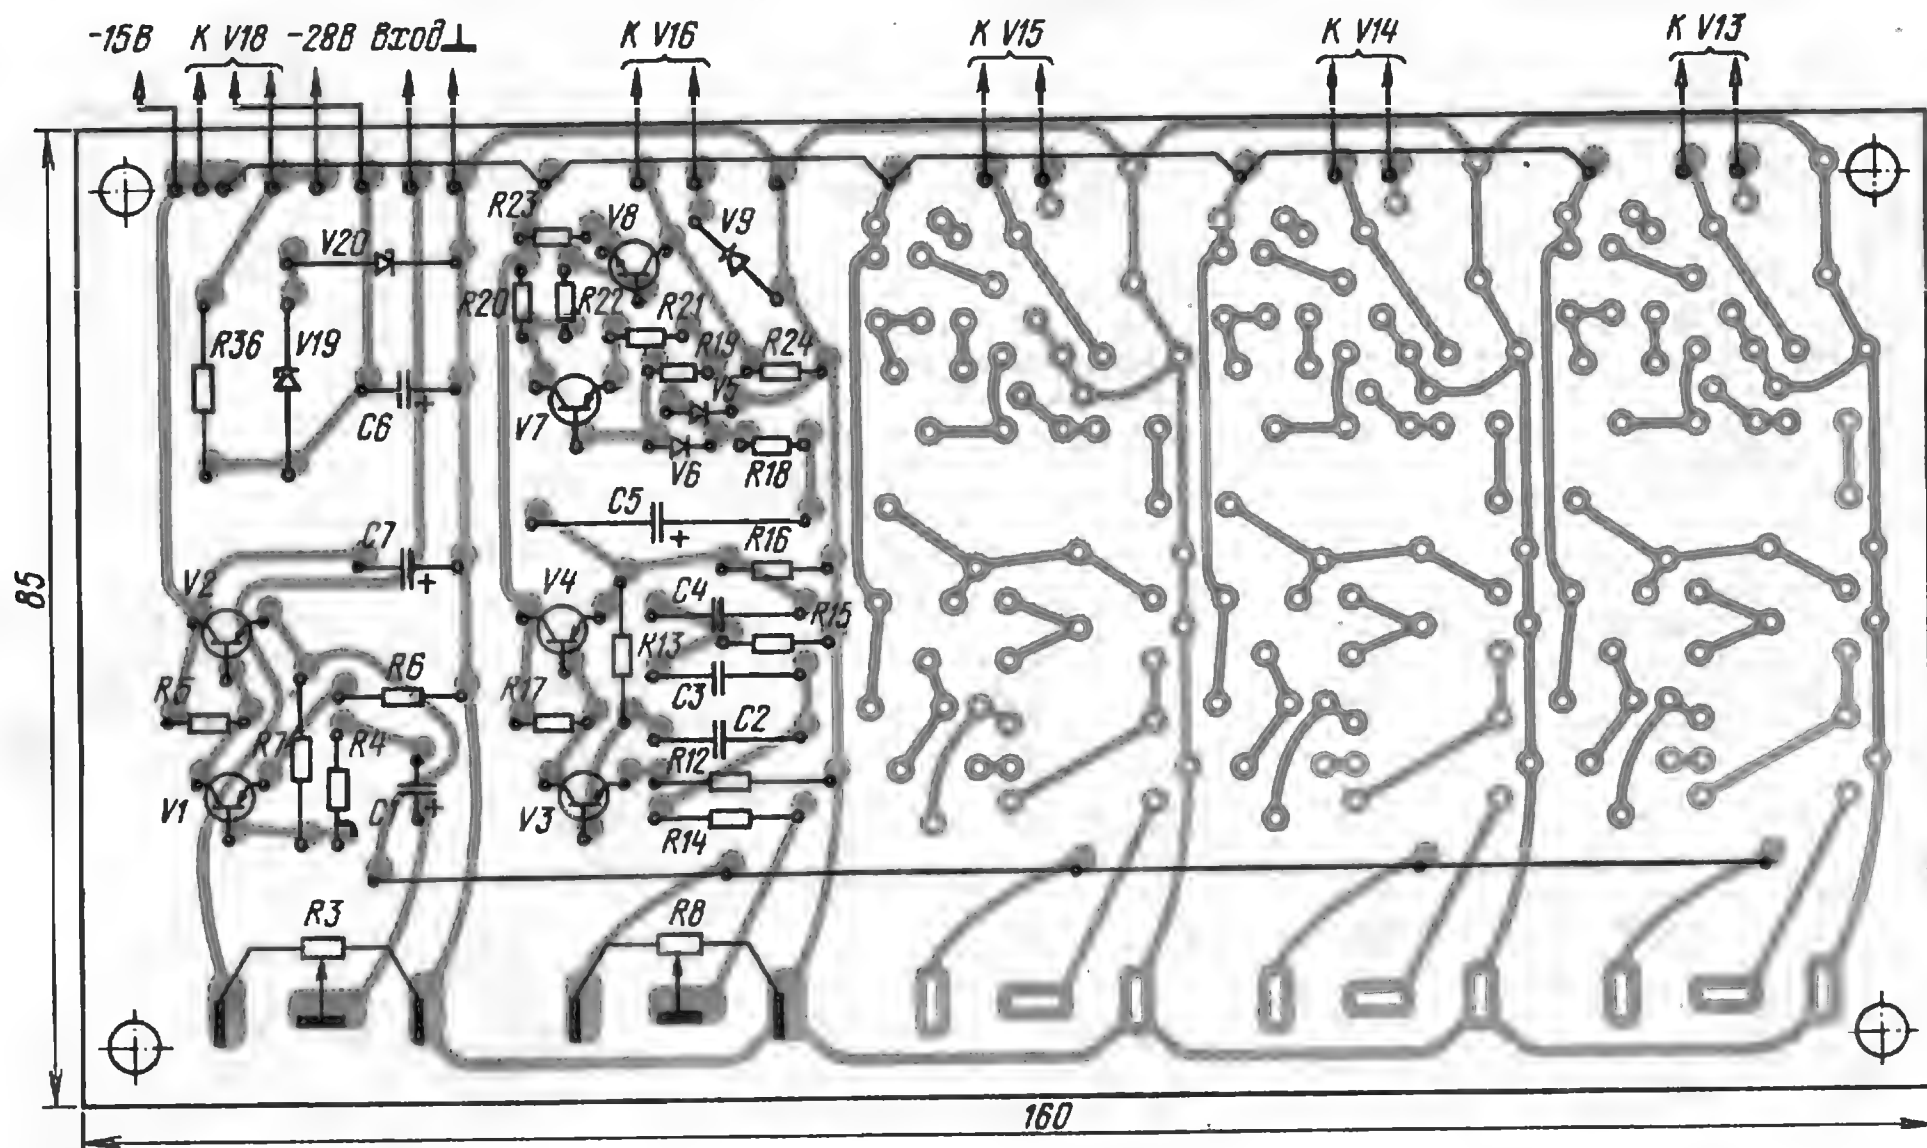 -15В К V18 -28В Вход ⊥ К V16 К V15 К V14 К V13
R23 V8 V9
V20
R20 R22 R21
R36 V19 R19 R24
V5
C6 V7
V6 R18
C5
C7 R16
V2 V4 C4
R15
R13
R6
R5 R17 C3
C2
R7 R4 R12
V1 C1 V3
R14
R3 R8
85
160